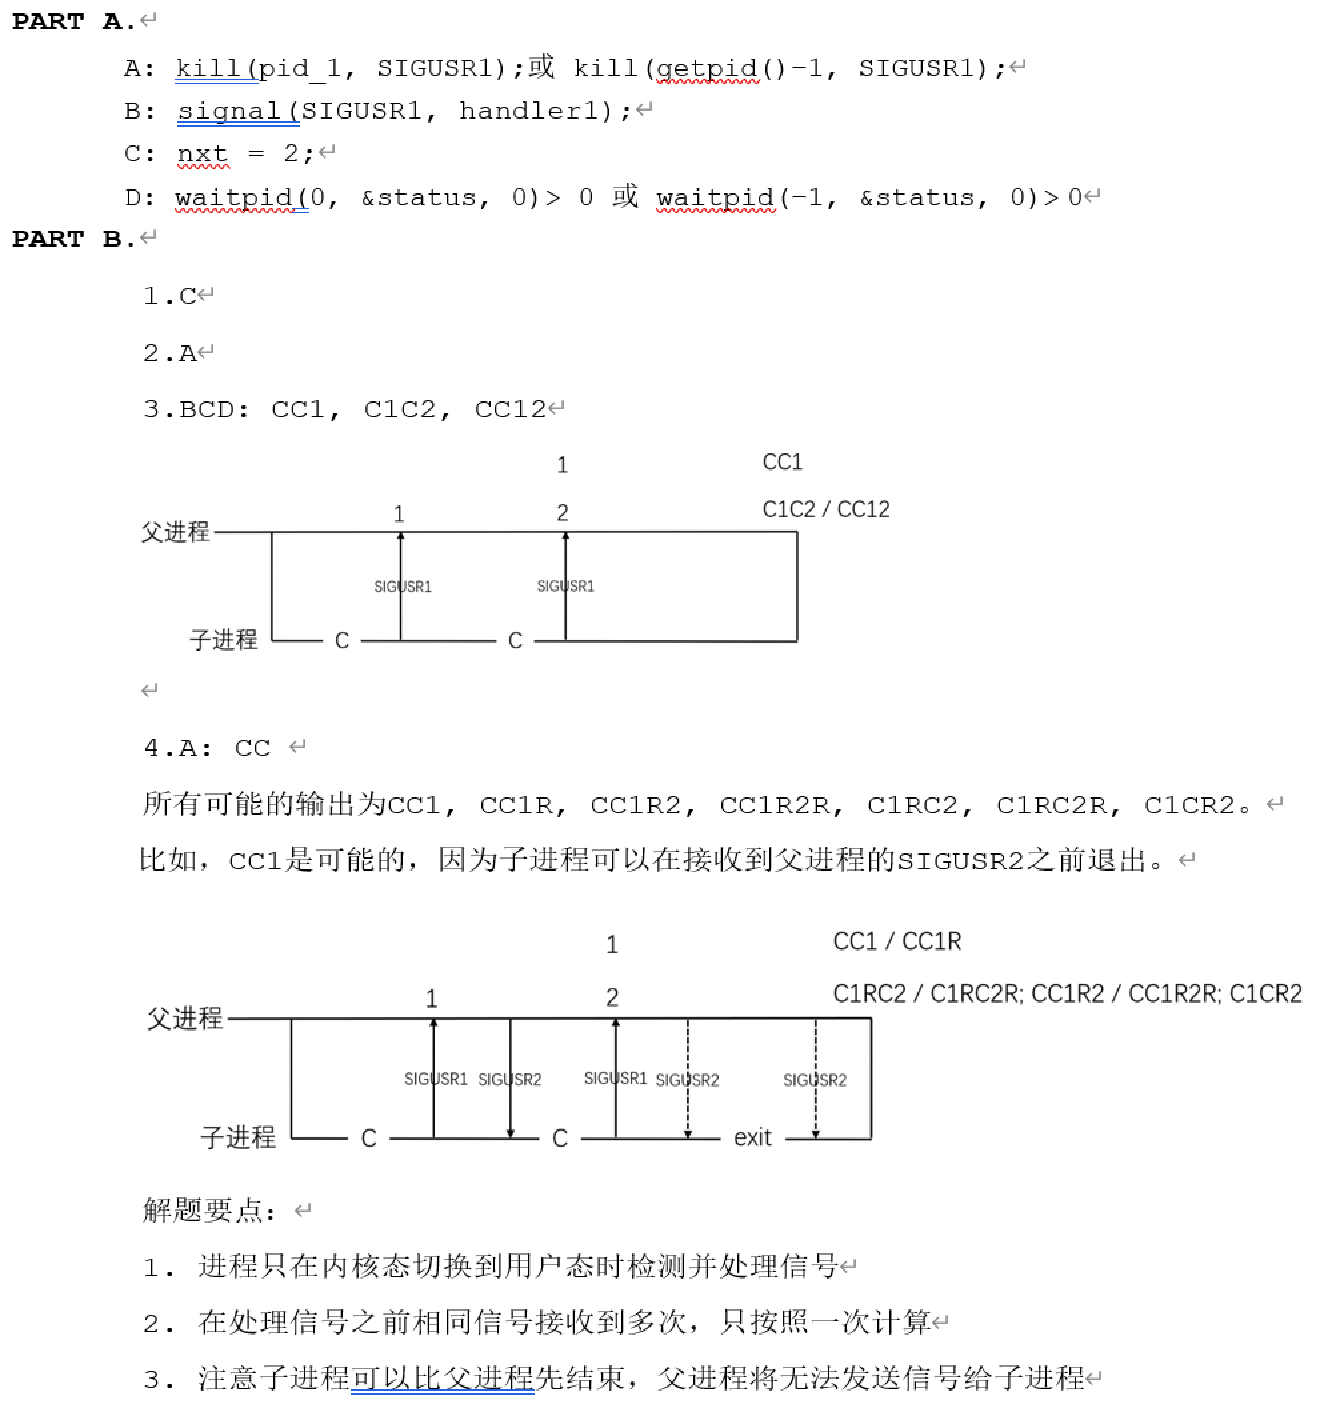 PART A.↵
A: kill(pid_1, SIGUSR1);或 kill(getpid()-1, SIGUSR1);↵
B: signal(SIGUSR1, handler1);↵
C: nxt = 2;↵
D: waitpid(0, &status, 0)> 0 或 waitpid(-1, &status, 0)>0↵
PART B.↵
1.C↵
2.A↵
3.BCD: CC1, C1C2, CC12↵
1 CC1
1 2 C1C2 / CC12
父进程
SIGUSR1 SIGUSR1
子进程 C C
↵
4.A: CC ↵
所有可能的输出为CC1, CC1R, CC1R2, CC1R2R, C1RC2, C1RC2R, C1CR2。↵
比如，CC1是可能的，因为子进程可以在接收到父进程的SIGUSR2之前退出。↵
1 CC1 / CC1R
1 2 C1RC2 / C1RC2R; CC1R2 / CC1R2R; C1CR2
父进程
SIGUSR1 SIGUSR2 SIGUSR1 SIGUSR2 SIGUSR2
子进程 C C exit
解题要点：↵
1. 进程只在内核态切换到用户态时检测并处理信号↵
2. 在处理信号之前相同信号接收到多次，只按照一次计算↵
3. 注意子进程可以比父进程先结束，父进程将无法发送信号给子进程↵